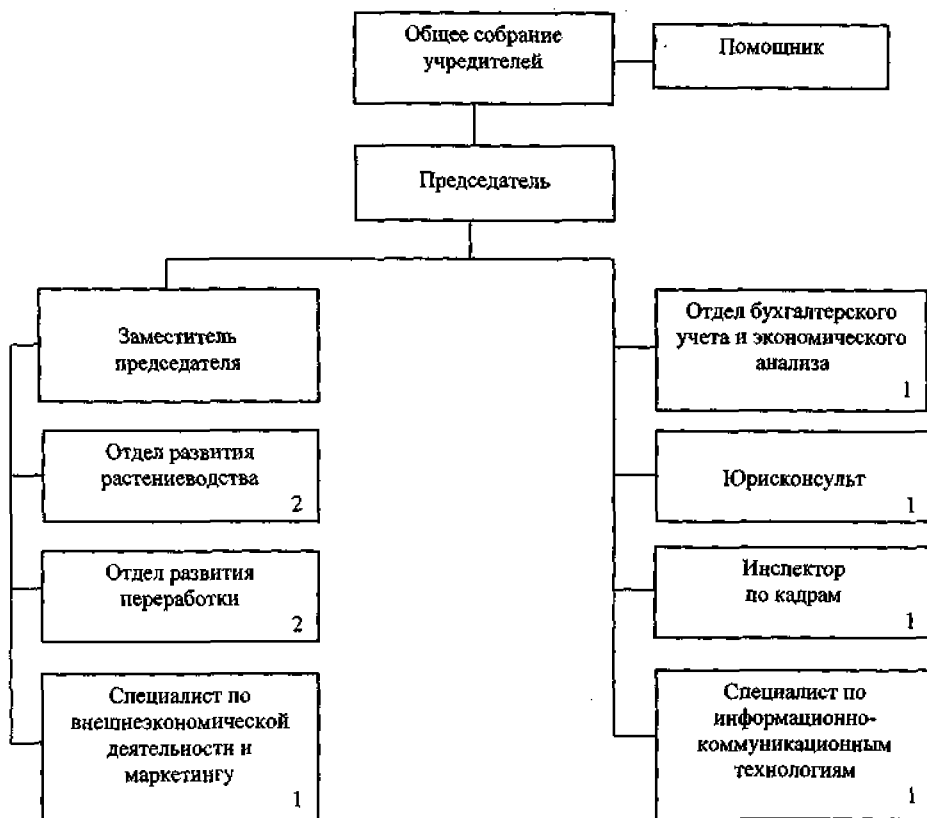 Общее собрание
учредителей
Помощник
Председатель
Заместитель
председателя
Отдел развития
растениеводства
2
Отдел развития
переработки
2
Специалист по
внешнеэкономической
деятельности и
маркетингу
1
Отдел бухгалтерского
учета и экономического
анализа
1
Юрисконсульт
1
Инспектор
по кадрам
1
Специалист по
информационно-
коммуникационным
технологиям
1